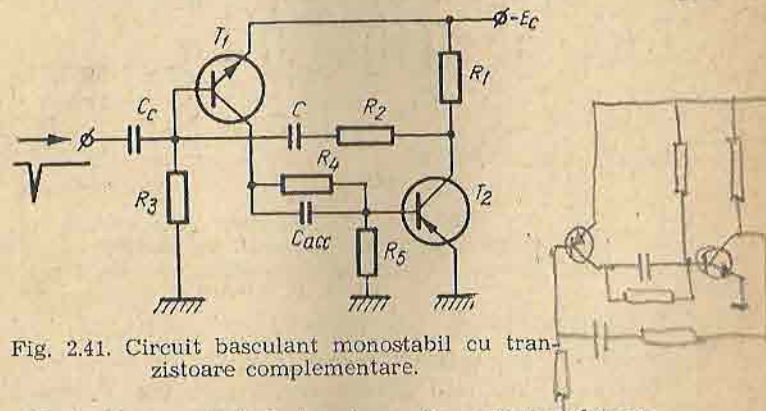 -Ec
T1
R1
Cc
C
R2
R4
R3
T2
Cacc
R5
Fig. 2.41. Circuit basculant monostabil cu tran-
zistoare complementare.